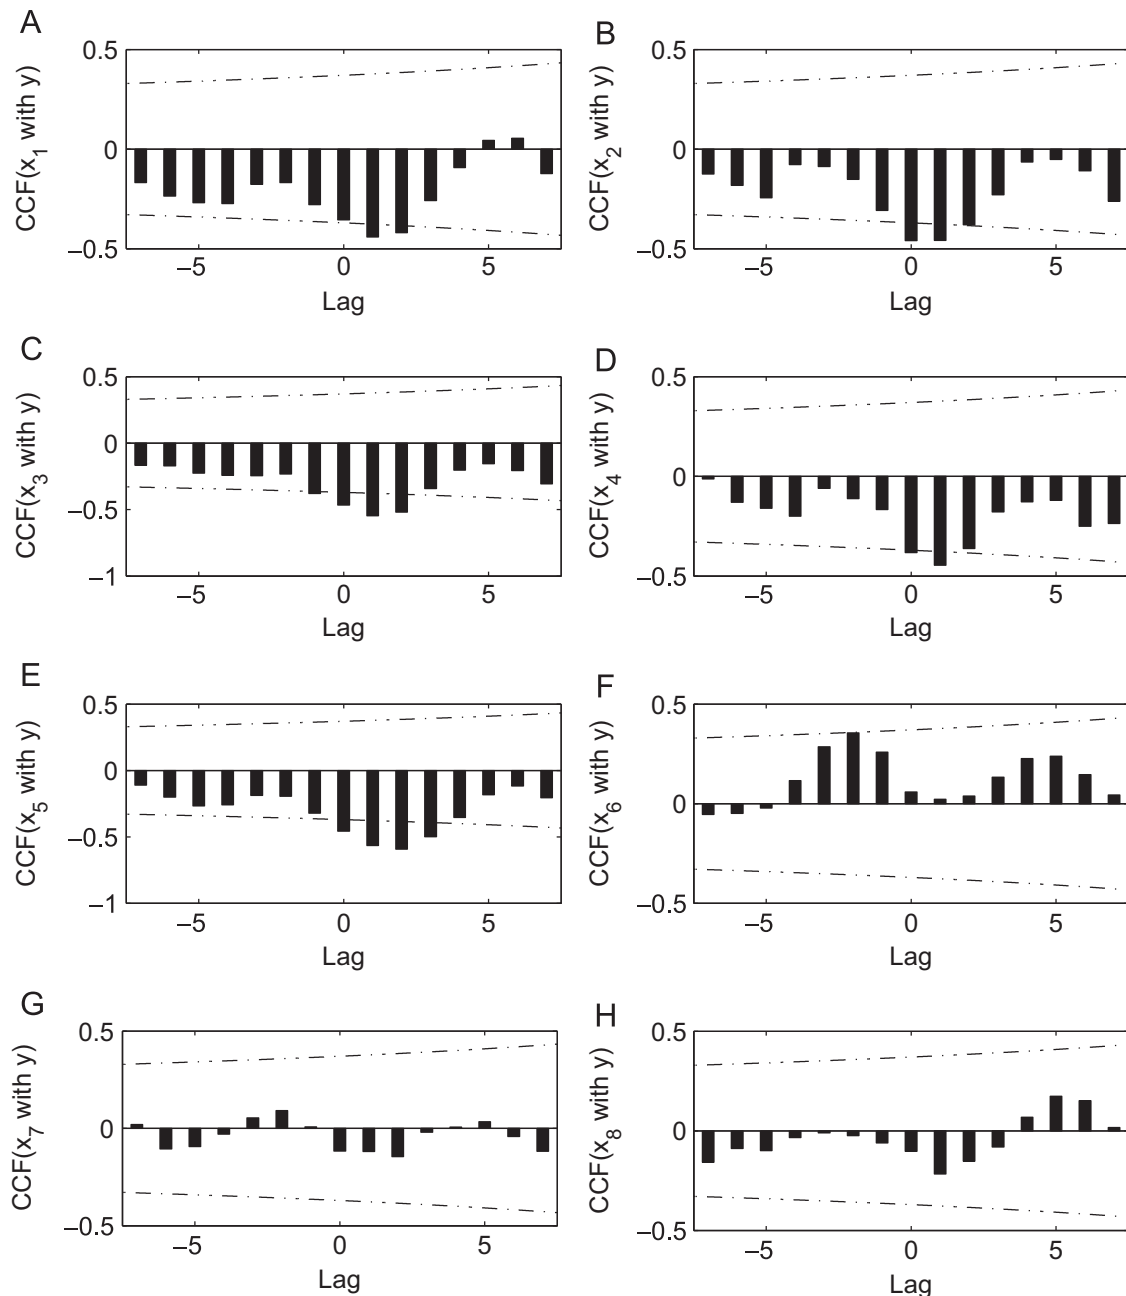 A
0.5
0
–0.5
CCF(x1 with y)
–5 0 5
Lag
B
0.5
0
–0.5
CCF(x2 with y)
–5 0 5
Lag
C
0.5
0
–0.5
–1
CCF(x3 with y)
–5 0 5
Lag
D
0.5
0
–0.5
CCF(x4 with y)
–5 0 5
Lag
E
0.5
0
–0.5
–1
CCF(x5 with y)
–5 0 5
Lag
F
0.5
0
–0.5
CCF(x6 with y)
–5 0 5
Lag
G
0.5
0
–0.5
CCF(x7 with y)
–5 0 5
Lag
H
0.5
0
–0.5
CCF(x8 with y)
–5 0 5
Lag